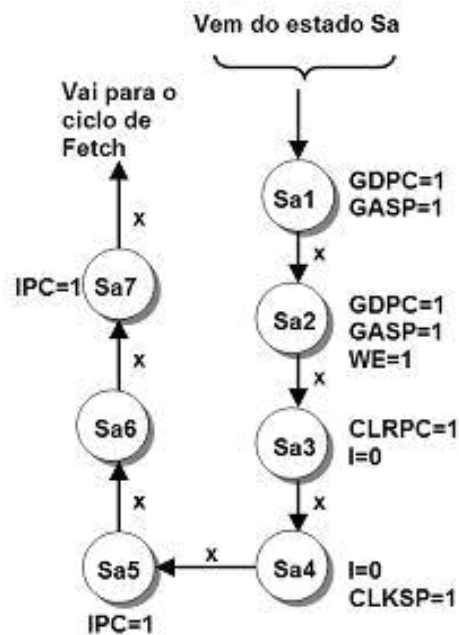 Vem do estado Sa
Vai para o
ciclo de
Fetch
Sa1
GDPC=1
GASP=1
x
x
IPC=1
Sa7
Sa2
GDPC=1
GASP=1
WE=1
x
x
Sa6
Sa3
CLRPC=1
I=0
x
x
x
Sa5
Sa4
I=0
CLKSP=1
IPC=1